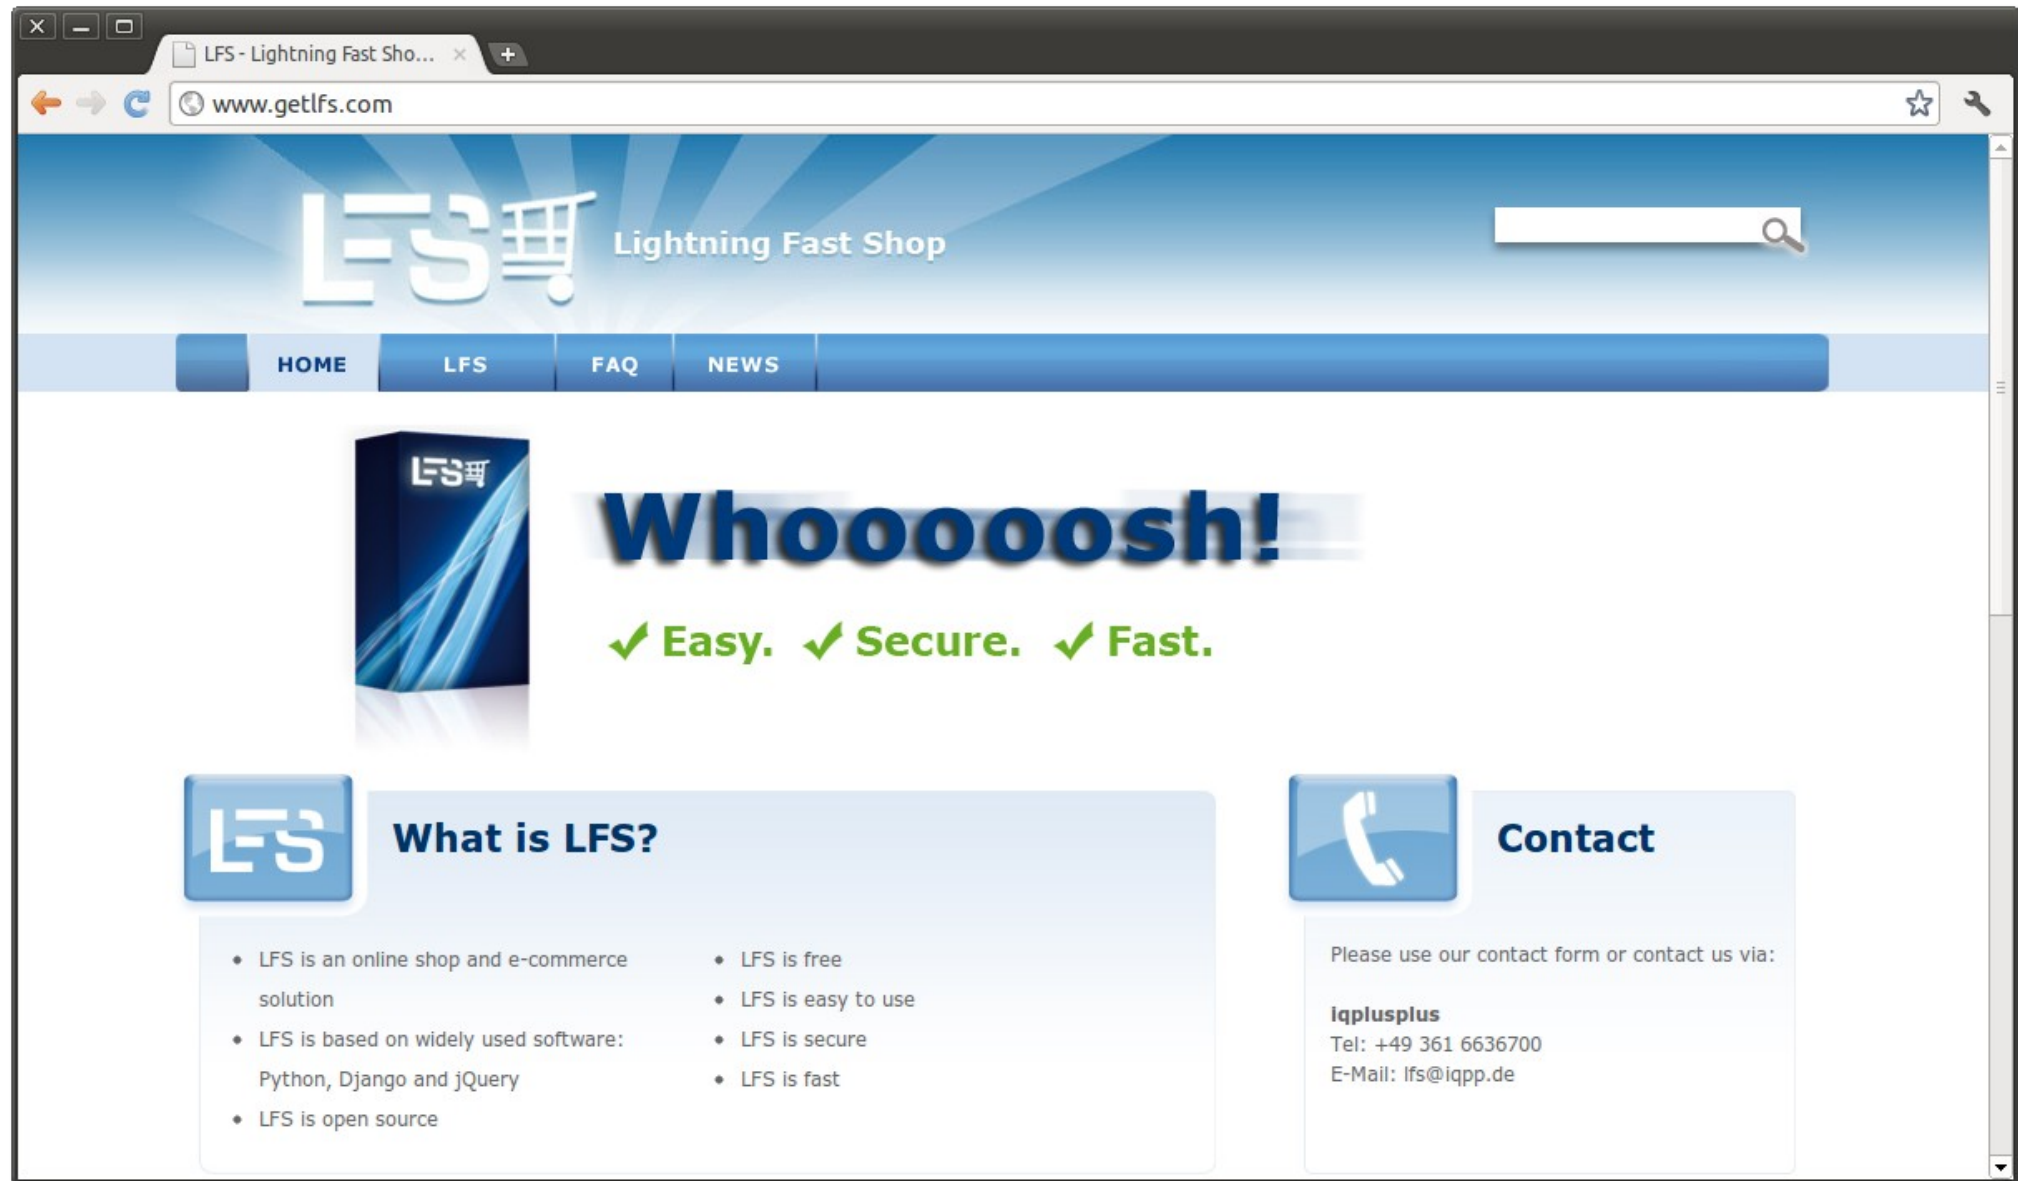 LFS - Lightning Fast Sho...
www.getlfs.com
LFS
Lightning Fast Shop
HOME LFS FAQ NEWS
LFS
Whooooosh!
Easy. Secure. Fast.
LFS
What is LFS?
LFS is an online shop and e-commerce
solution
LFS is based on widely used software:
Python, Django and jQuery
LFS is open source
LFS is free
LFS is easy to use
LFS is secure
LFS is fast
Contact
Please use our contact form or contact us via:
iqplusplus
Tel: +49 361 6636700
E-Mail: lfs@iqpp.de